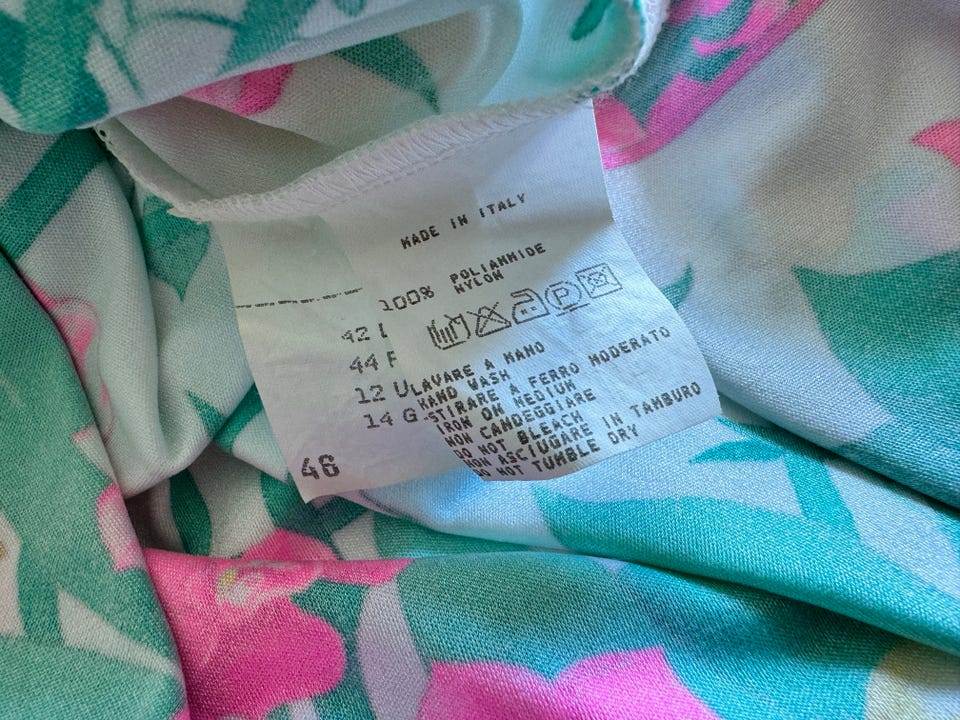 MADE IN ITALY
100% POLIAMMIDE
NYLON
42 I
44 F
12 U
14 G
46
LAVARE A MANO
HAND WASH
STIRARE A FERRO MODERATO
IRON ON MEDIUM
NON CANDEGGIARE
DO NOT BLEACH
NON ASCIUGARE IN TAMBURO
DO NOT TUMBLE DRY